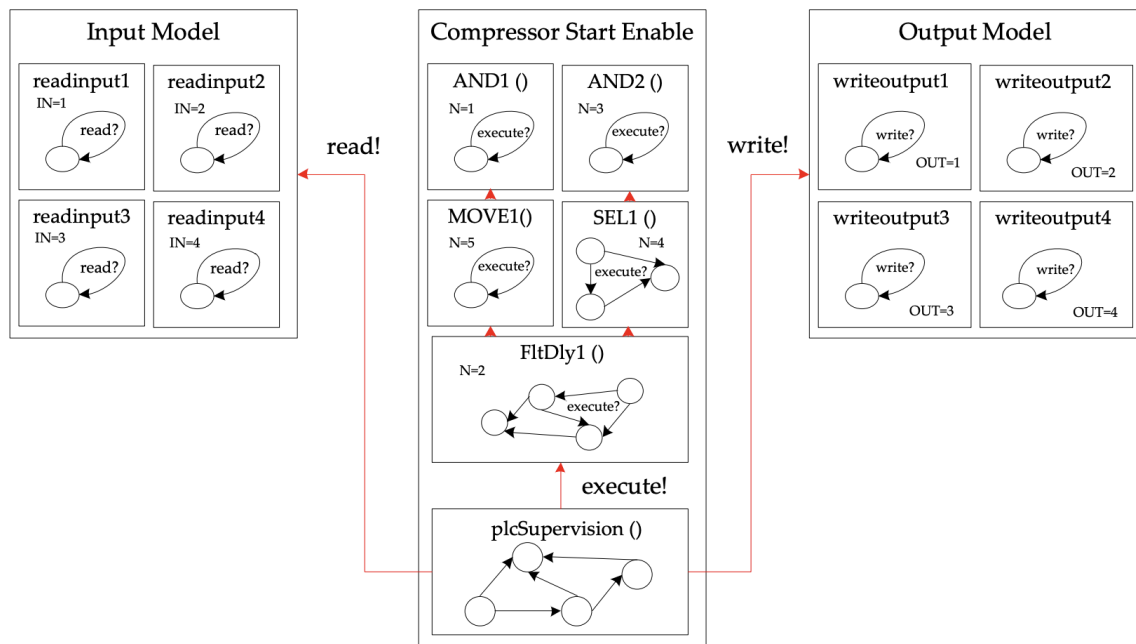 Input Model
readinput1
IN=1
read?
readinput2
IN=2
read?
readinput3
IN=3
read?
readinput4
IN=4
read?
read!
Compressor Start Enable
AND1 ()
N=1
execute?
AND2 ()
N=3
execute?
MOVE1()
N=5
execute?
SEL1 ()
N=4
execute?
FltDly1 ()
N=2
execute?
execute!
plcSupervision ()
write!
Output Model
writeoutput1
write?
OUT=1
writeoutput2
write?
OUT=2
writeoutput3
write?
OUT=3
writeoutput4
write?
OUT=4